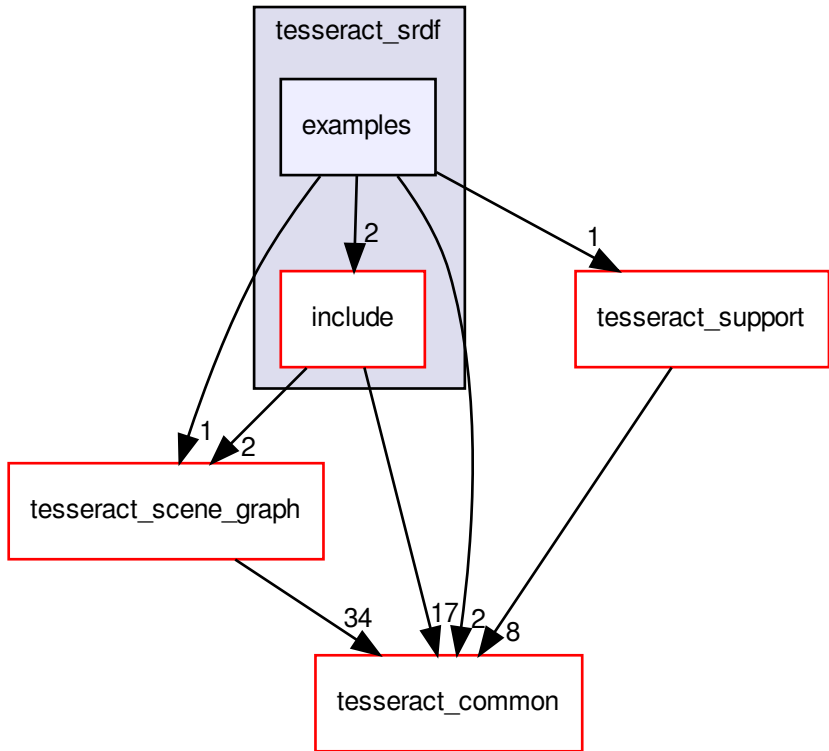 tesseract_srdf
examples
2
1
include
tesseract_support
1
2
tesseract_scene_graph
34
17
2
8
tesseract_common